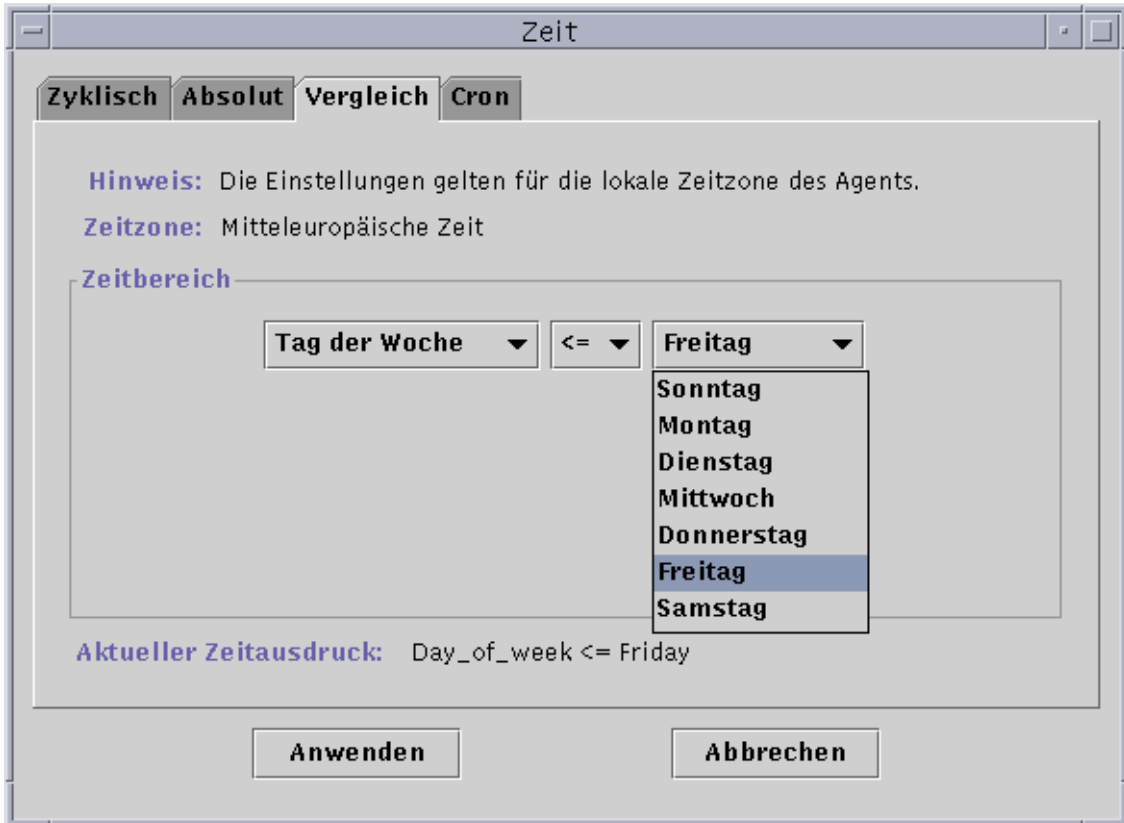 Zeit
Zyklisch Absolut Vergleich Cron
Hinweis: Die Einstellungen gelten für die lokale Zeitzone des Agents.
Zeitzone: Mitteleuropäische Zeit
Zeitbereich
Tag der Woche <= Freitag
Sonntag
Montag
Dienstag
Mittwoch
Donnerstag
Freitag
Samstag
Aktueller Zeitausdruck: Day_of_week <= Friday
Anwenden Abbrechen